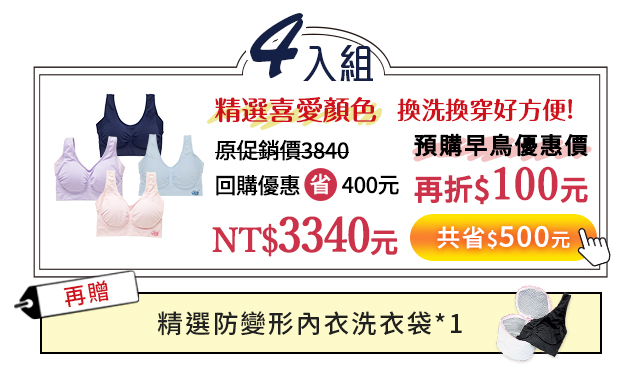 4入組
精選喜愛顏色 換洗換穿好方便!
原促銷價3840 預購早鳥優惠價
回購優惠省400元 再折$100元
NT$3340元 共省$500元
再贈
精選防變形內衣洗衣袋*1